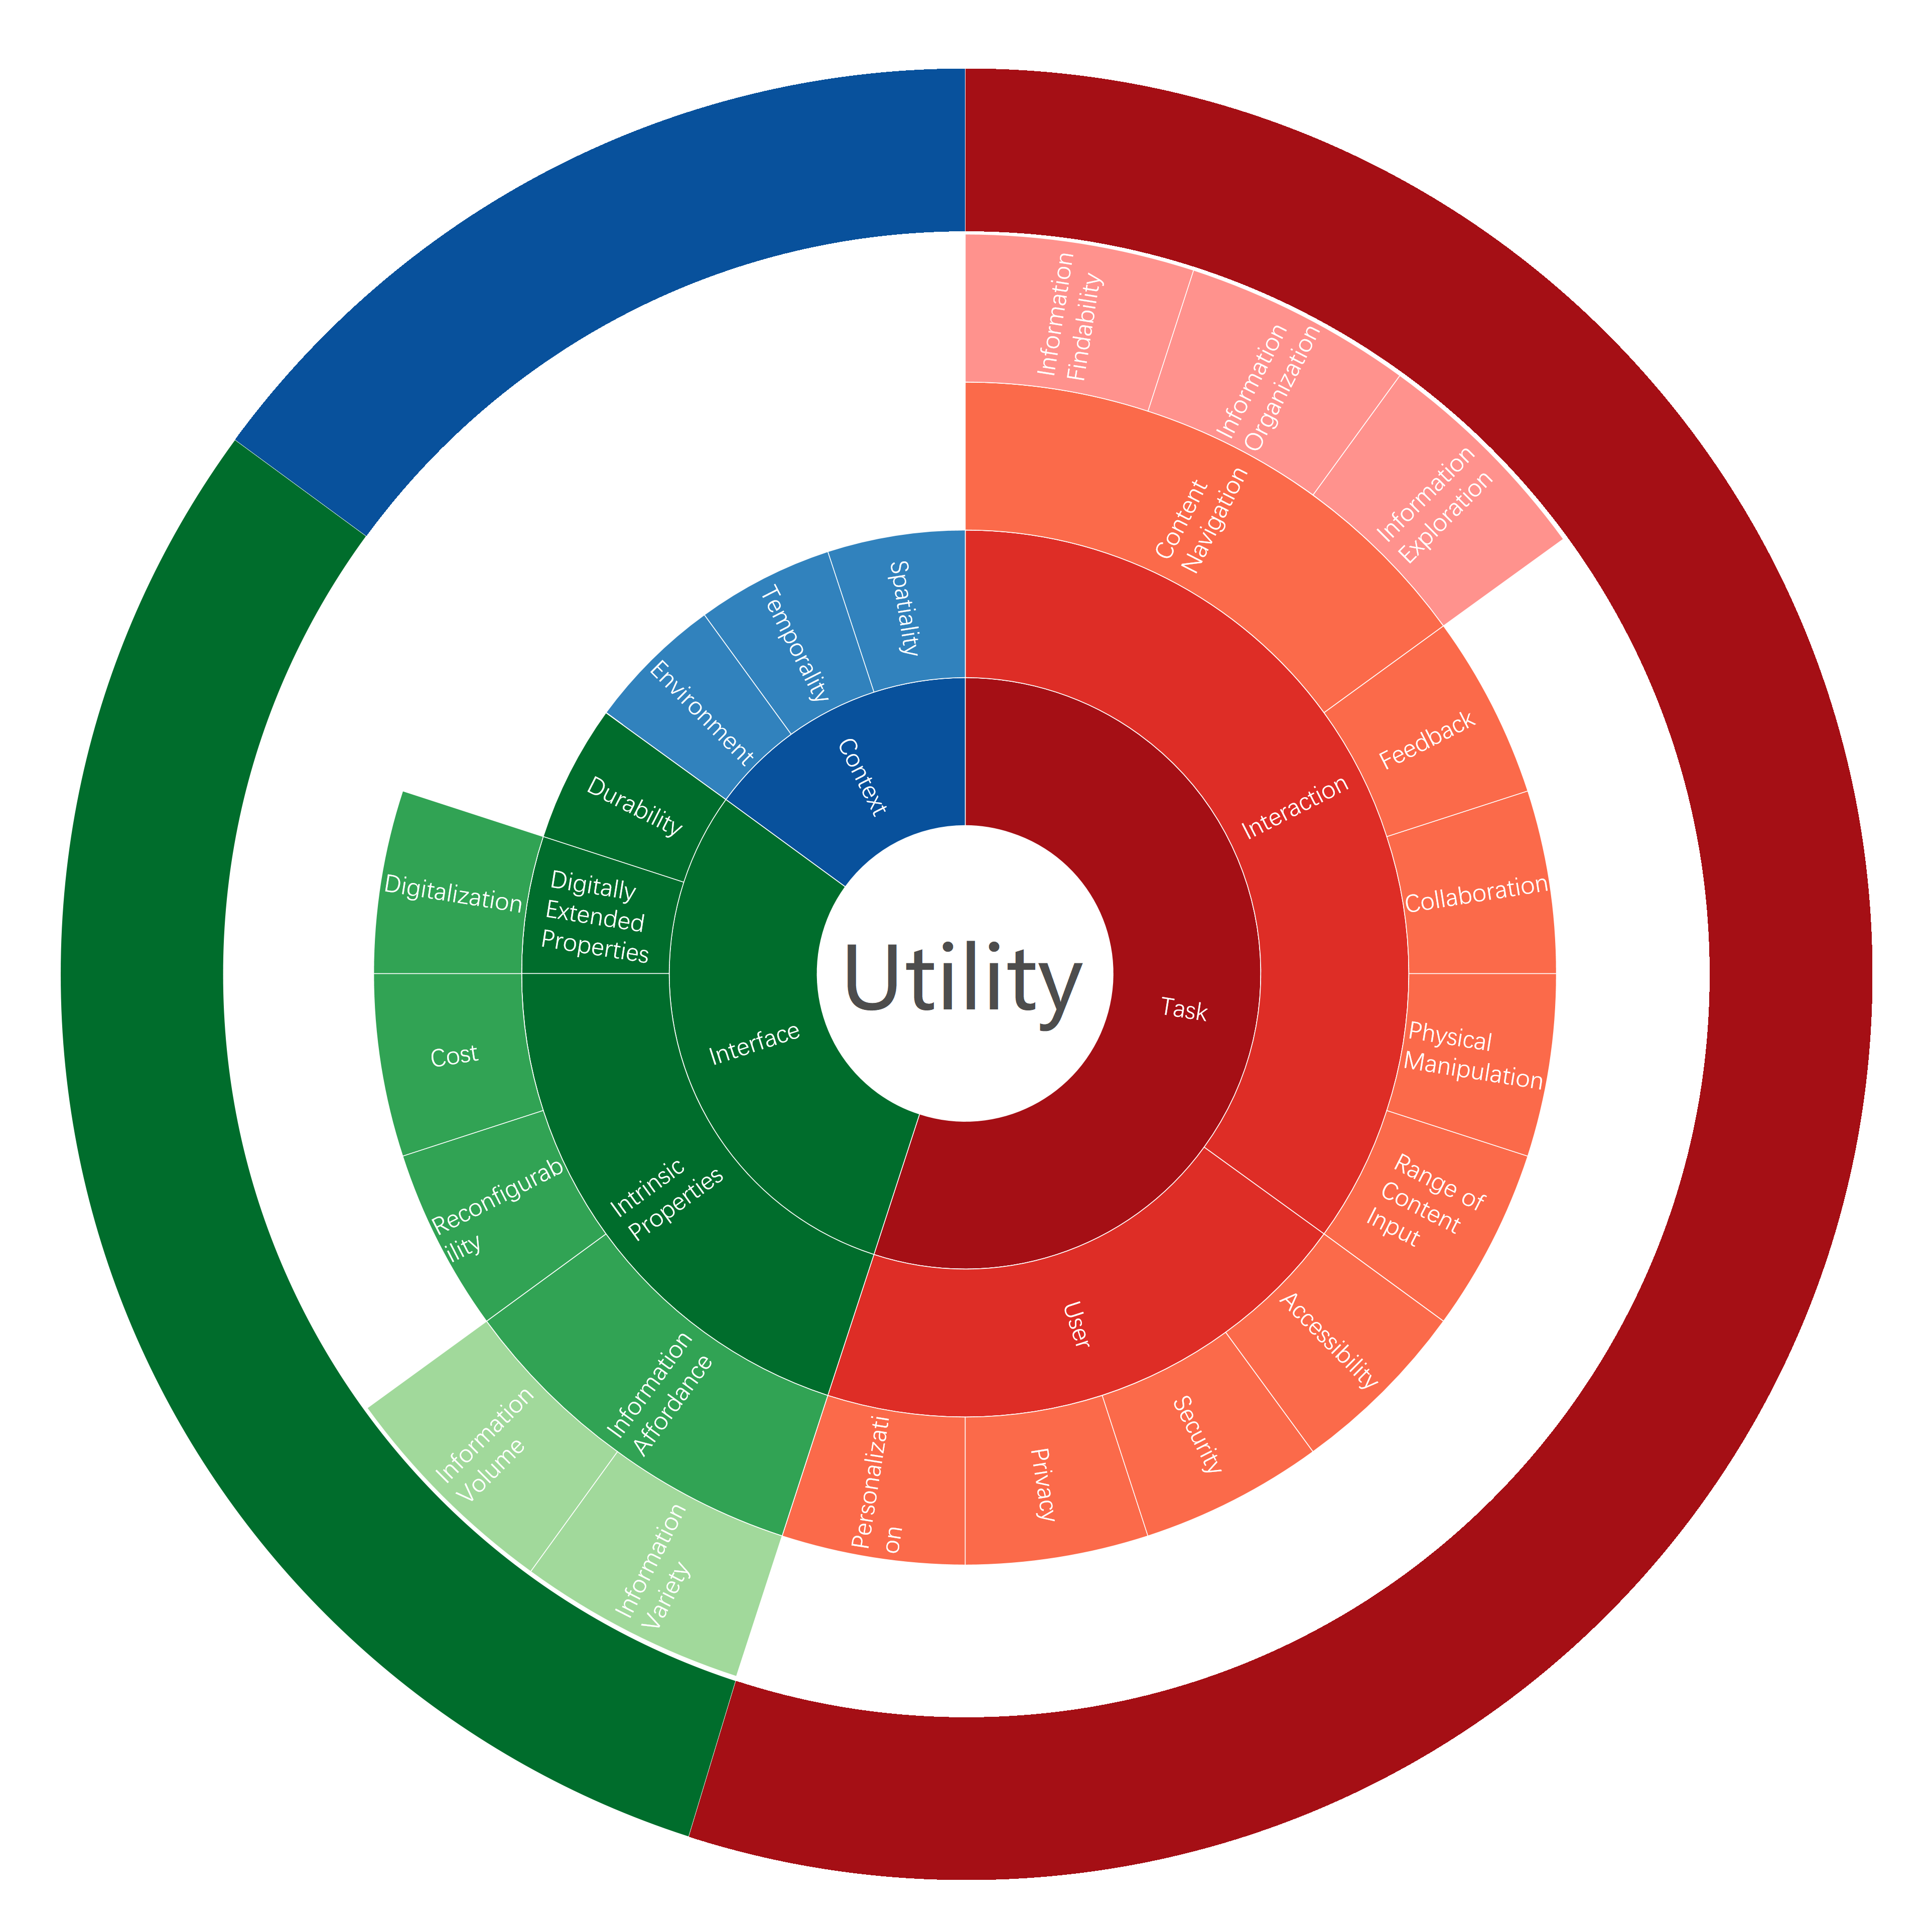 Utility
Task
Interaction
Content
Navigation
Information
Findability
Information
Organization
Information
Exploration
Feedback
Collaboration
Physical
Manipulation
Range of
Content
Input
User
Accessibility
Security
Privacy
Personalizati
on
Interface
Intrinsic
Properties
Information
Affordance
Information
Variety
Information
Volume
Reconfigurab
ility
Cost
Digitally
Extended
Properties
Digitalization
Durability
Context
Environment
Temporality
Spatiality